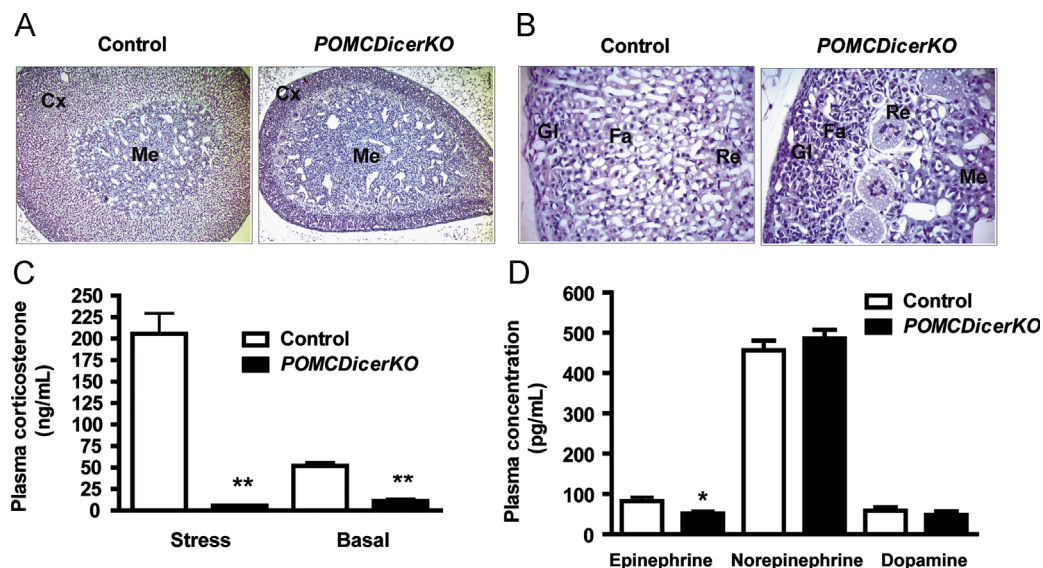 A
Control
POMCDicerKO
Cx
Me
Cx
Me
B
Control
POMCDicerKO
Gl
Fa
Re
Gl
Fa
Re
Me
C
Plasma corticosterone
(ng/mL)
250
225
200
175
150
125
100
75
50
25
0
Control
POMCDicerKO
**
**
Stress
Basal
D
Plasma concentration
(pg/mL)
600
500
400
300
200
100
0
Control
POMCDicerKO
*
Epinephrine
Norepinephrine
Dopamine